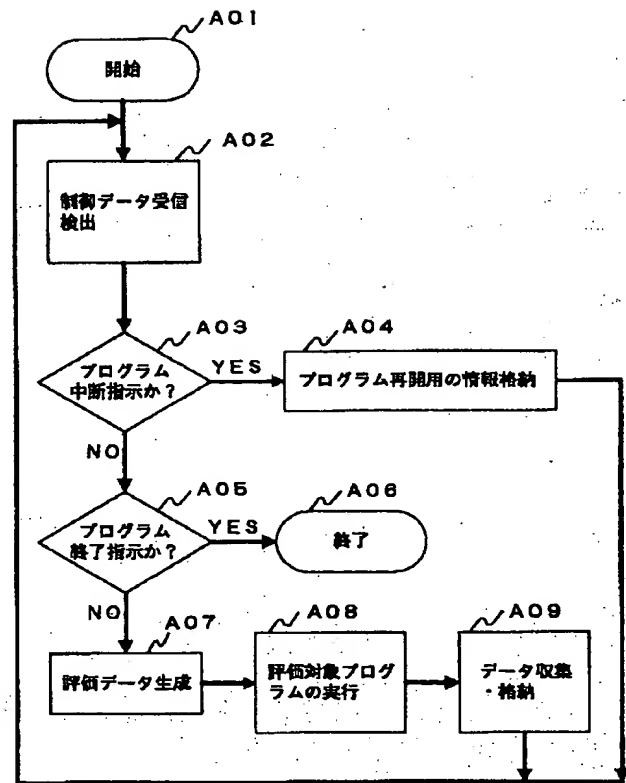 A01
開始
A02
制御データ受信
検出
A03
プログラム
中断指示か？
YES
A04
プログラム再開用の情報格納
NO
A05
プログラム
終了指示か？
YES
A06
終了
NO
A07
評価データ生成
A08
評価対象プログ
ラムの実行
A09
データ収集
・格納